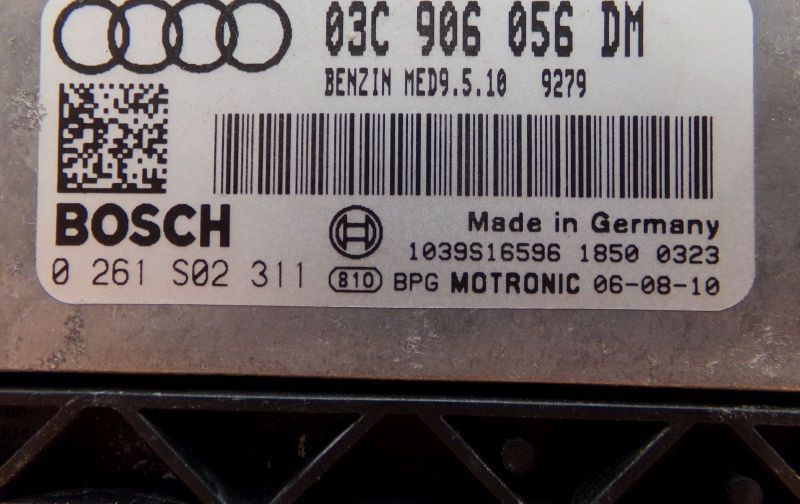 03C 906 056 DM
BENZIN MED9.5.10 9279
BOSCH
Made in Germany
1039S16596 1850 0323
0 261 S02 311 810 BPG MOTRONIC 06-08-10